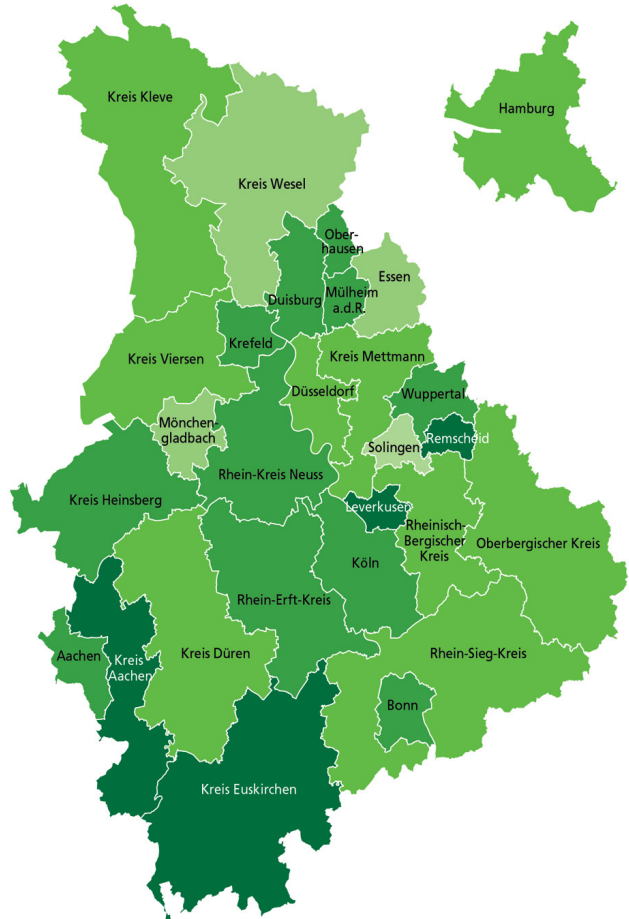 Kreis Kleve
Hamburg
Kreis Wesel
Ober-
hausen
Essen
Duisburg
Mülheim
a.d.R.
Krefeld
Kreis Viersen
Kreis Mettmann
Düsseldorf
Wuppertal
Mönchen-
gladbach
Solingen
Remscheid
Rhein-Kreis Neuss
Kreis Heinsberg
Leverkusen
Rheinisch-
Bergischer
Kreis
Oberbergischer Kreis
Köln
Rhein-Erft-Kreis
Aachen
Kreis
Aachen
Kreis Düren
Rhein-Sieg-Kreis
Bonn
Kreis Euskirchen